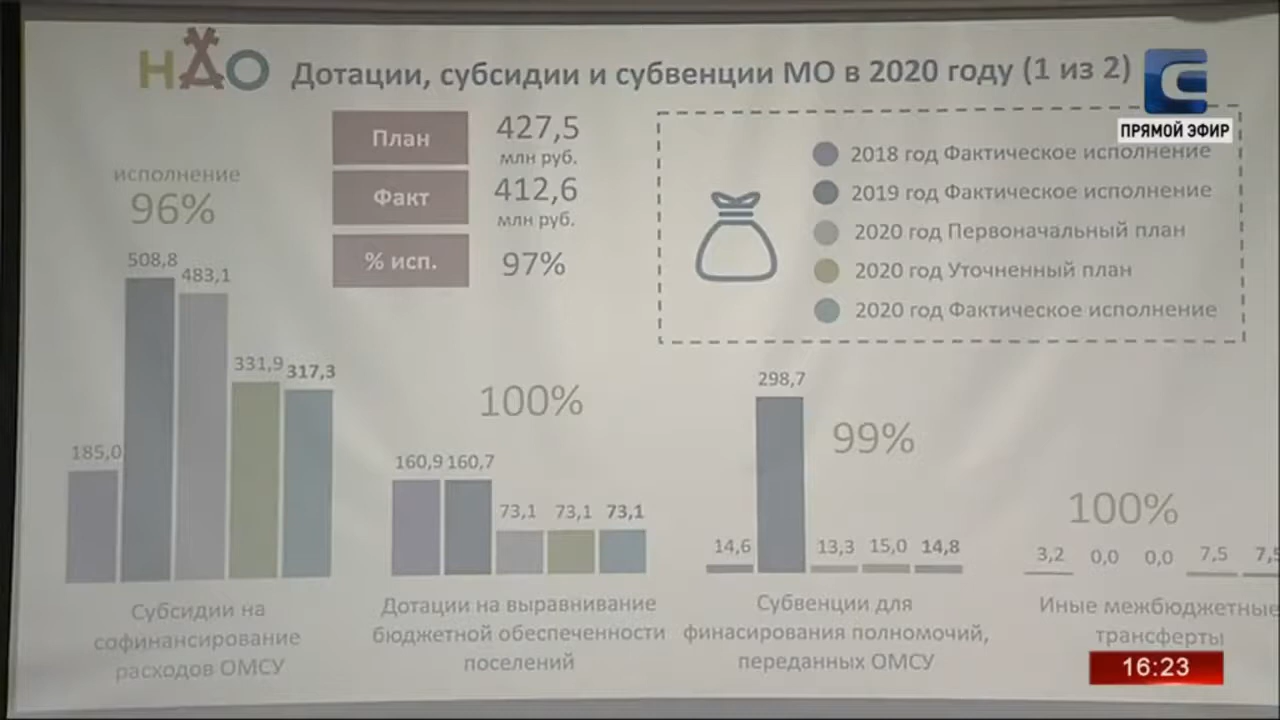 НАО
Дотации, субсидии и субвенции МО в 2020 году (1 из 2)
ПРЯМОЙ ЭФИР
План
427,5
млн руб.
Факт
412,6
млн руб.
% исп.
97%
2018 год Фактическое исполнение
2019 год Фактическое исполнение
2020 год Первоначальный план
2020 год Уточненный план
2020 год Фактическое исполнение
исполнение
96%
185,0
508,8
483,1
331,9
317,3
Субсидии на
софинансирование
расходов ОМСУ
100%
160,9
160,7
73,1
73,1
73,1
Дотации на выравнивание
бюджетной обеспеченности
поселений
99%
14,6
298,7
13,3
15,0
14,8
Субвенции для
финасирования полномочий,
переданных ОМСУ
100%
3,2
0,0
0,0
7,5
7,5
Иные межбюджетные
трансферты
16:23